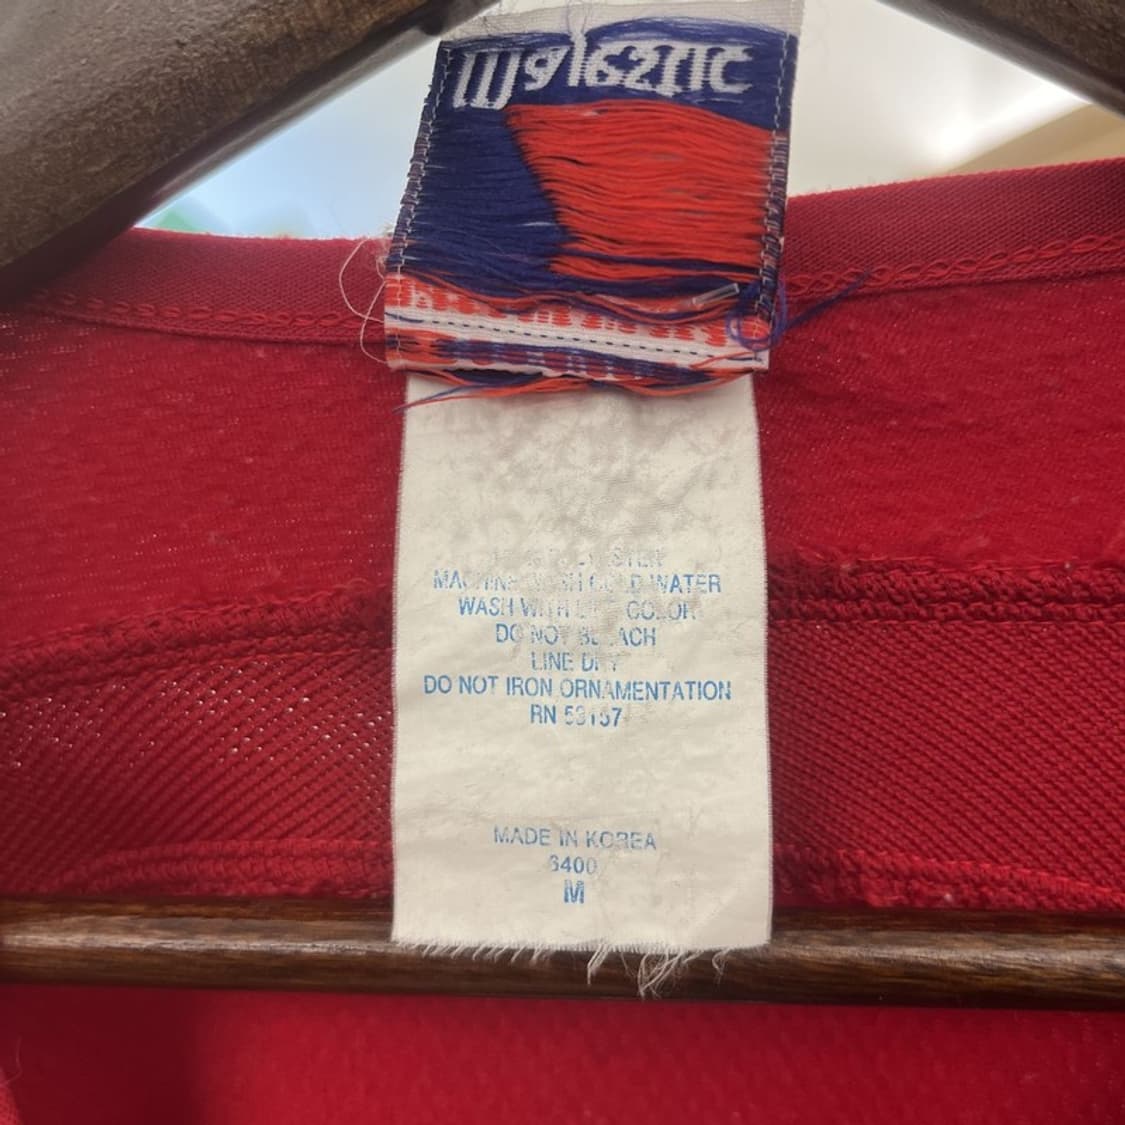 Majestic
MACHINE WASH COLD WATER
WASH WITH LIKE COLOR
DO NOT BLEACH
LINE DRY
DO NOT IRON ORNAMENTATION
RN 53157
MADE IN KOREA
6400
M